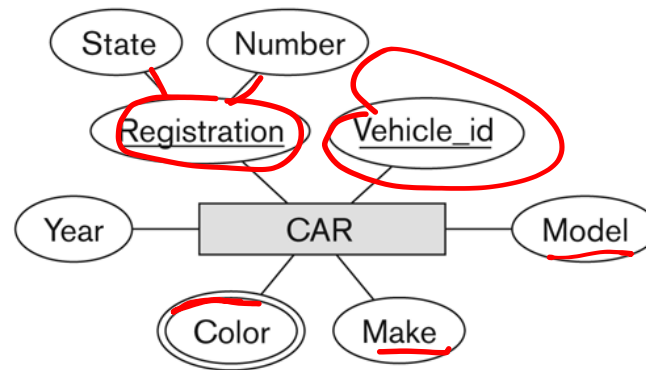 State Number
Registration Vehicle_id
Year CAR Model
Color Make